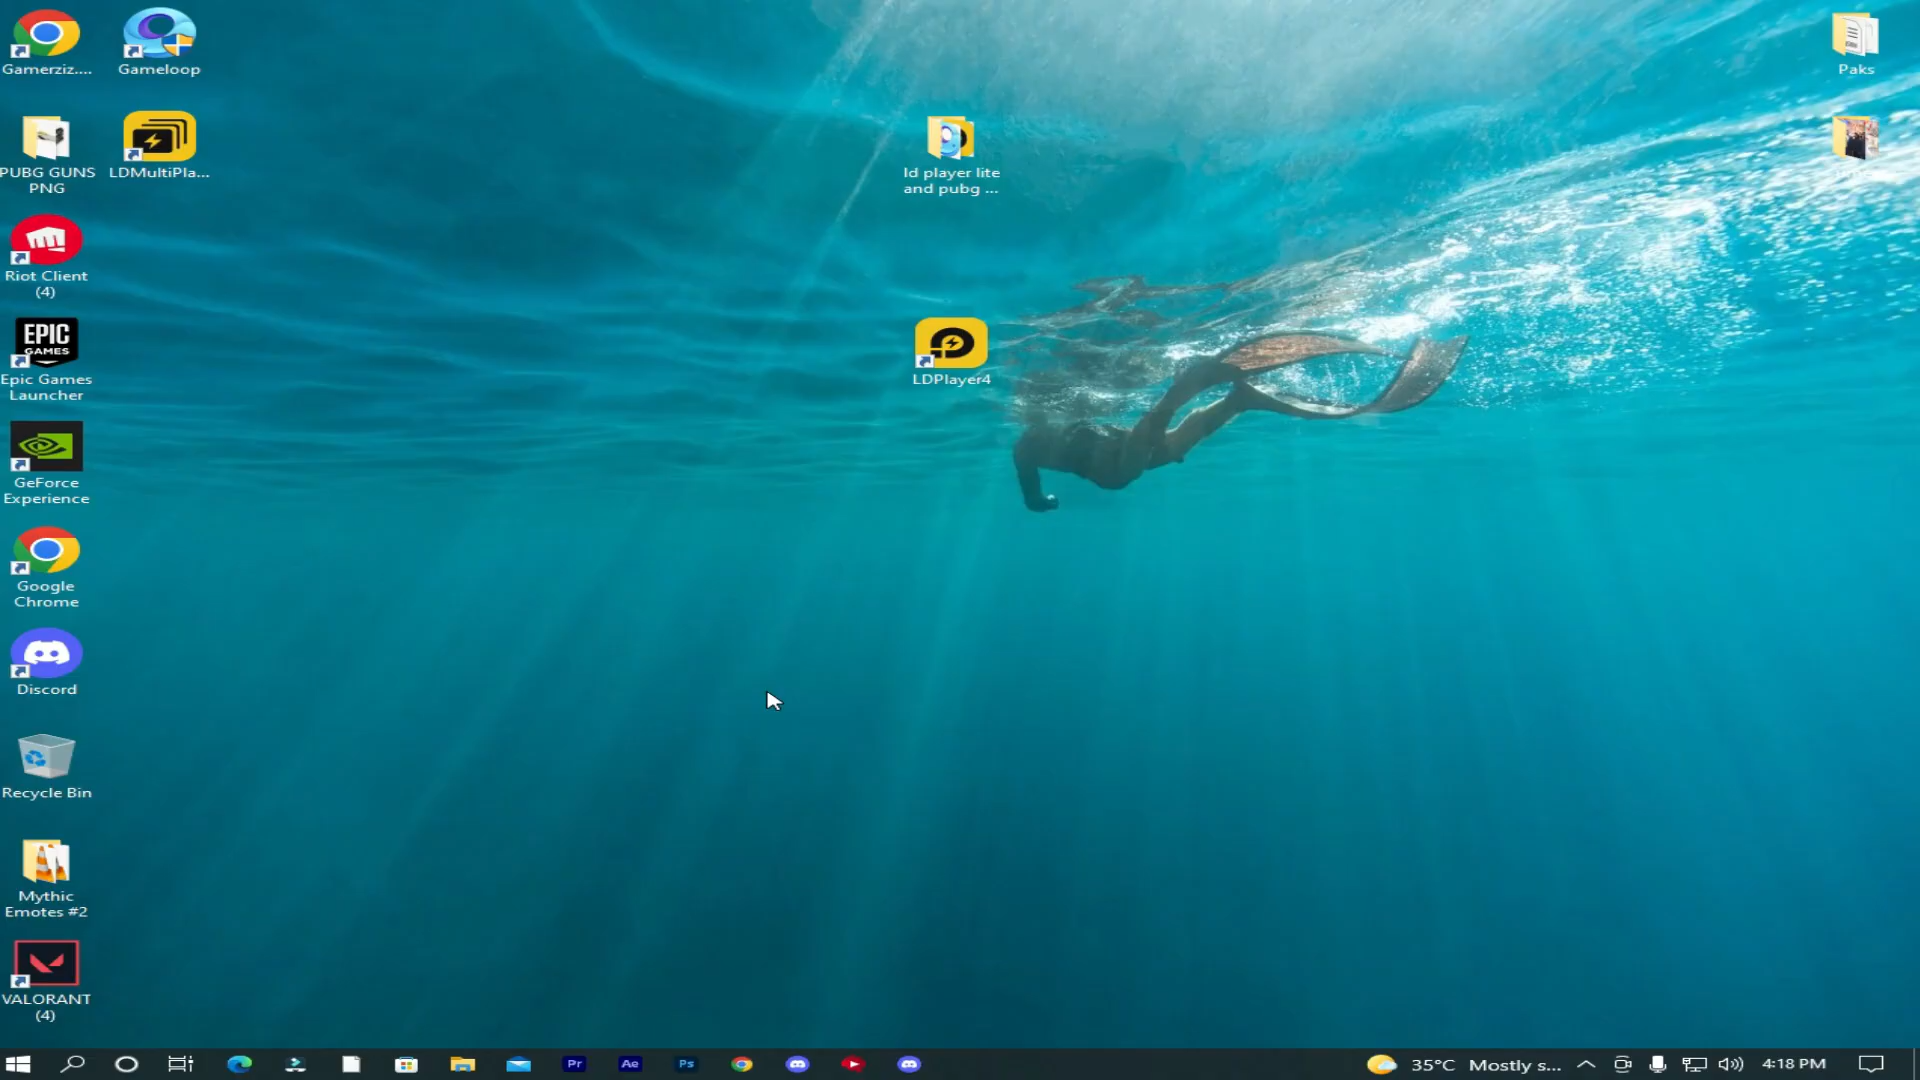 Gamerziz....
Gameloop
PUBG GUNS
PNG
LDMultiPla...
Riot Client
(4)
EPIC
GAMES
Epic Games
Launcher
GeForce
Experience
Google
Chrome
Discord
Recycle Bin
Mythic
Emotes #2
VALORANT
(4)
ld player lite
and pubg ...
LDPlayer4
Paks
Pr
Ae
Ps
35°C Mostly s...
4:18 PM